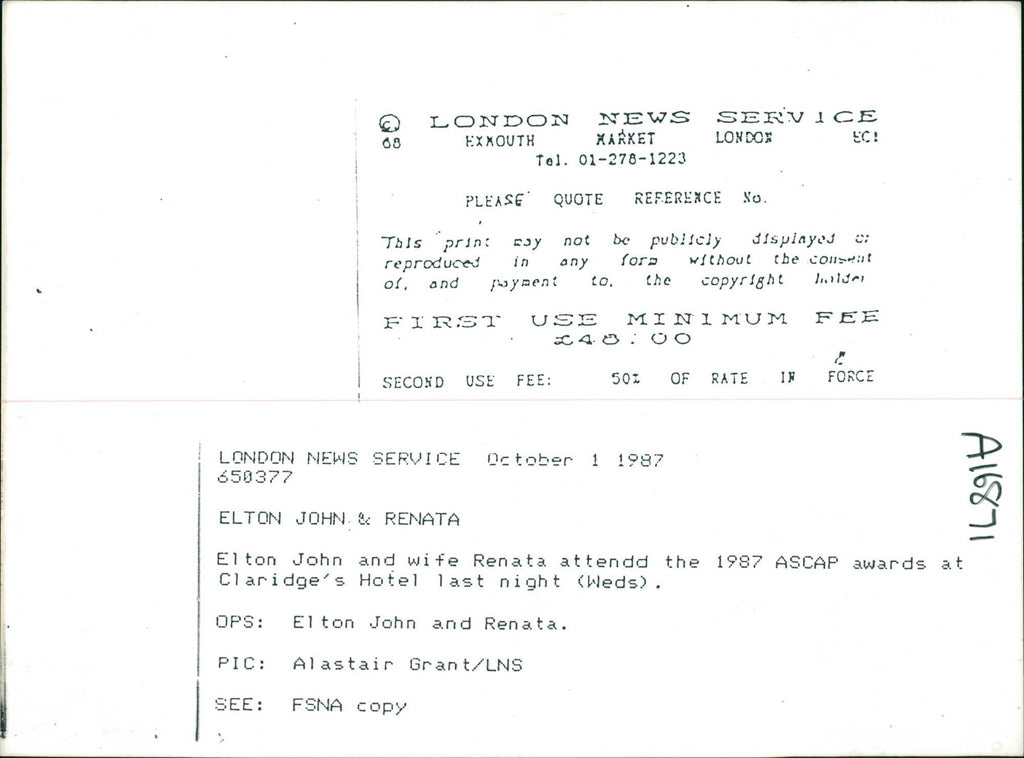 © LONDON NEWS SERVICE
68 EXMOUTH MARKET LONDON EC1
Tel. 01-278-1223
PLEASE QUOTE REFERENCE No.
This print may not be publicly displayed or
reproduced in any form without the consent
of, and payment to, the copyright holder
FIRST USE MINIMUM FEE
£48.00
SECOND USE FEE: 50% OF RATE IN FORCE
LONDON NEWS SERVICE October 1 1987
650377
ELTON JOHN & RENATA
Elton John and wife Renata attendd the 1987 ASCAP awards at
Claridge's Hotel last night (Weds).
OPS: Elton John and Renata.
PIC: Alastair Grant/LNS
SEE: FSNA copy
A16871